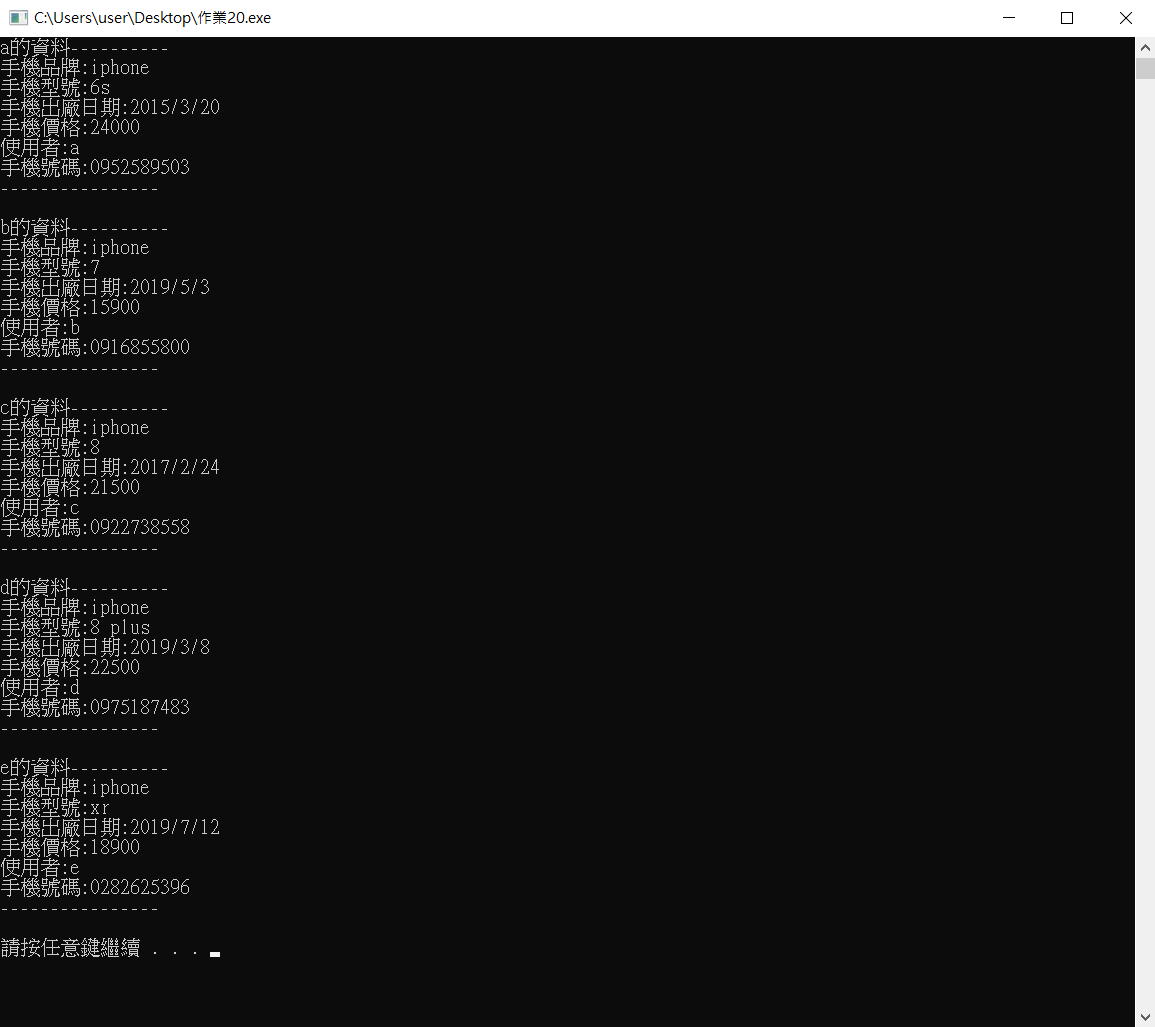 C:\Users\user\Desktop\作業20.exe
a的資料----------
手機品牌:iphone
手機型號:6s
手機出廠日期:2015/3/20
手機價格:24000
使用者:a
手機號碼:0952589503
----------------
b的資料----------
手機品牌:iphone
手機型號:7
手機出廠日期:2019/5/3
手機價格:15900
使用者:b
手機號碼:0916855800
----------------
c的資料----------
手機品牌:iphone
手機型號:8
手機出廠日期:2017/2/24
手機價格:21500
使用者:c
手機號碼:0922738558
----------------
d的資料----------
手機品牌:iphone
手機型號:8 plus
手機出廠日期:2019/3/8
手機價格:22500
使用者:d
手機號碼:0975187483
----------------
e的資料----------
手機品牌:iphone
手機型號:xr
手機出廠日期:2019/7/12
手機價格:18900
使用者:e
手機號碼:0282625396
----------------
請按任意鍵繼續 . . .